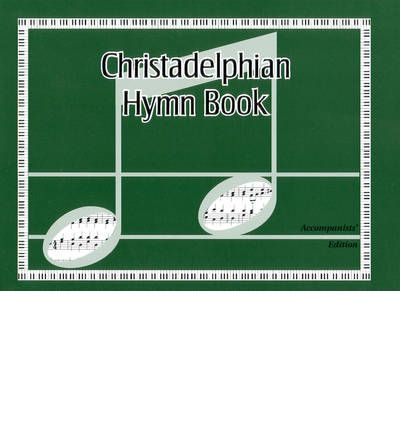 Christadelphian
Hymn Book
Accompanists'
Edition